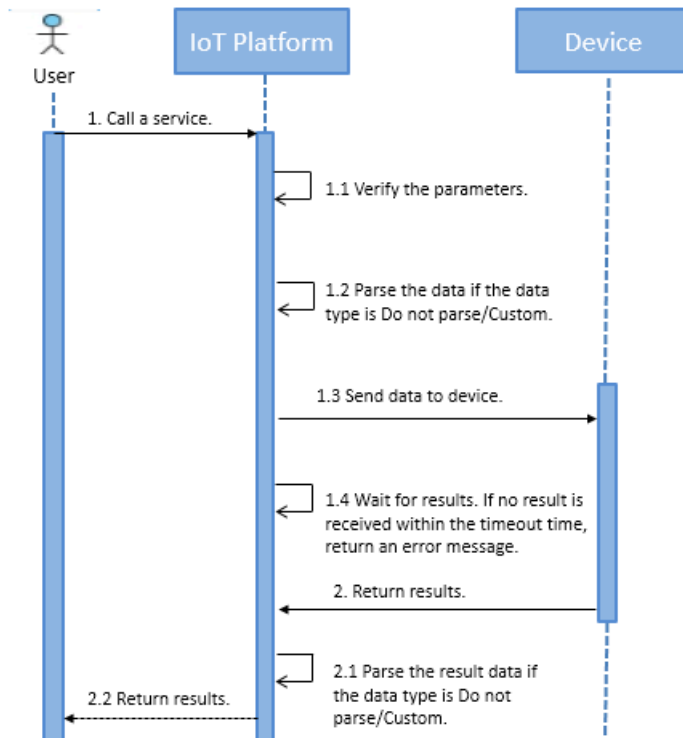 IoT Platform
Device
User
1. Call a service.
1.1 Verify the parameters.
1.2 Parse the data if the data
type is Do not parse/Custom.
1.3 Send data to device.
1.4 Wait for results. If no result is
received within the timeout time,
return an error message.
2. Return results.
2.1 Parse the result data if
the data type is Do not
parse/Custom.
2.2 Return results.